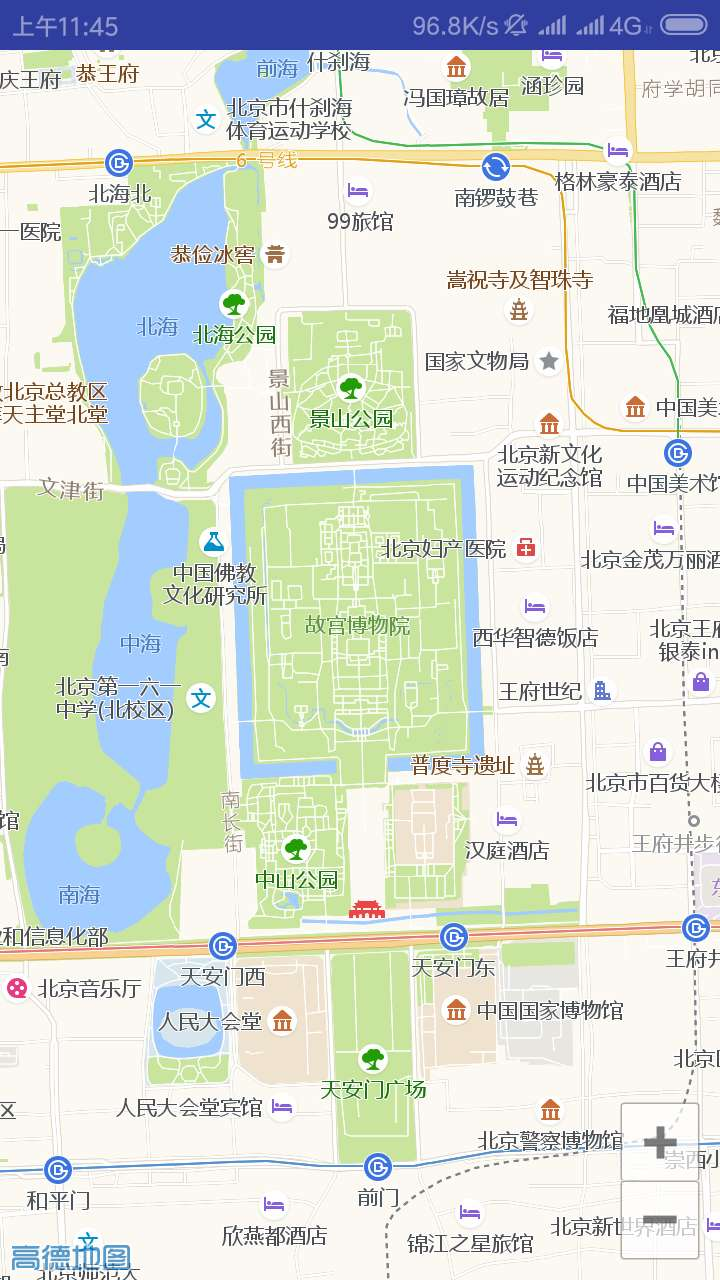 上午11:45
96.8K/s 4G
庆王府
恭王府
前海
什刹海
冯国璋故居
涵珍园
府学胡同
北京市什刹海
体育运动学校
6号线
北海北
南锣鼓巷
格林豪泰酒店
99旅馆
一医院
恭俭冰窖
嵩祝寺及智珠寺
北海
北海公园
福地凰城酒店
国家文物局
北京总教区
天主堂北堂
景山西街
景山公园
中国美
北京新文化
运动纪念馆
中国美术馆
文津街
中国佛教
文化研究所
北京妇产医院
北京金茂万丽酒
故宫博物院
西华智德饭店
中海
北京王府
银泰in
北京第一六一
中学(北校区)
王府世纪
普度寺遗址
北京市百货大楼
南长街
馆
汉庭酒店
王府井步行
中山公园
南海
业和信息化部
天安门西
天安门东
王府井
北京音乐厅
人民大会堂
中国国家博物馆
天安门广场
北京
区
人民大会堂宾馆
北京警察博物馆
崇西小
和平门
前门
欣燕都酒店
锦江之星旅馆
北京新世界酒店
高德地图
北京师范大